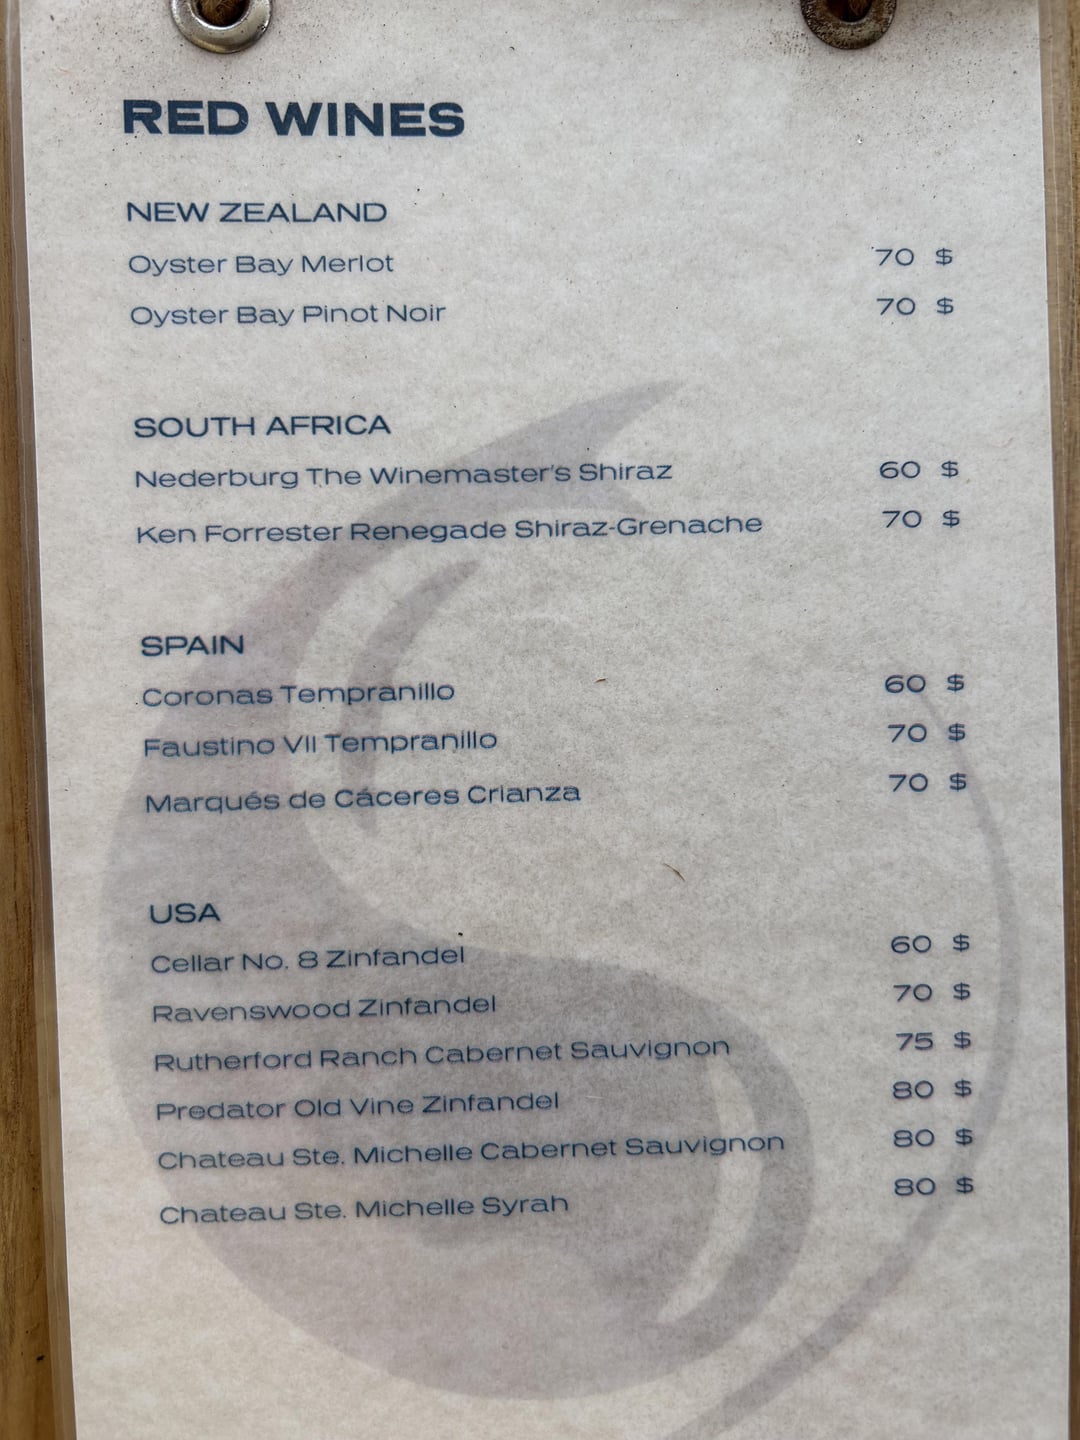 RED WINES
NEW ZEALAND
Oyster Bay Merlot 70 $
Oyster Bay Pinot Noir 70 $
SOUTH AFRICA
Nederburg The Winemaster's Shiraz 60 $
Ken Forrester Renegade Shiraz-Grenache 70 $
SPAIN
Coronas Tempranillo 60 $
Faustino VII Tempranillo 70 $
Marqués de Cáceres Crianza 70 $
USA
Cellar No. 8 Zinfandel 60 $
Ravenswood Zinfandel 70 $
Rutherford Ranch Cabernet Sauvignon 75 $
Predator Old Vine Zinfandel 80 $
Chateau Ste. Michelle Cabernet Sauvignon 80 $
Chateau Ste. Michelle Syrah 80 $